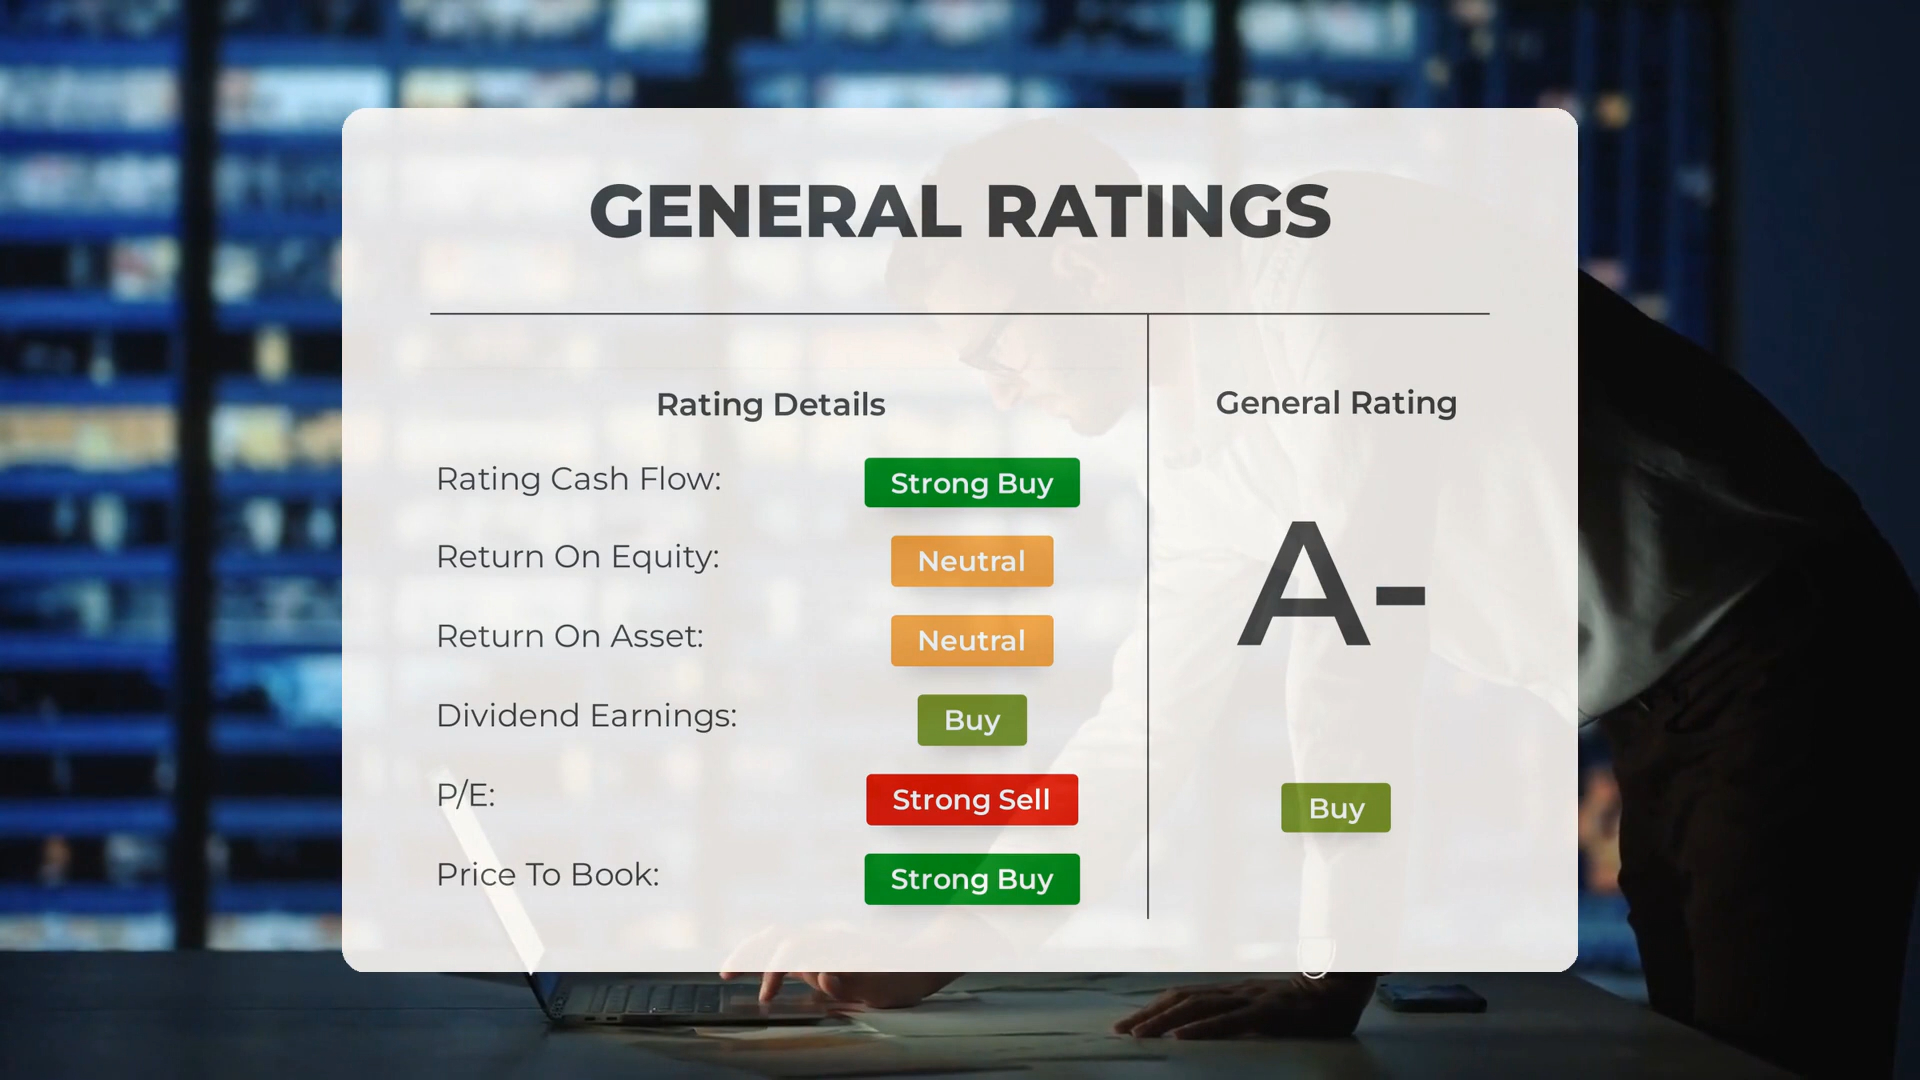 GENERAL RATINGS
Rating Details
Rating Cash Flow: Strong Buy
Return On Equity: Neutral
Return On Asset: Neutral
Dividend Earnings: Buy
P/E: Strong Sell
Price To Book: Strong Buy
General Rating
A-
Buy